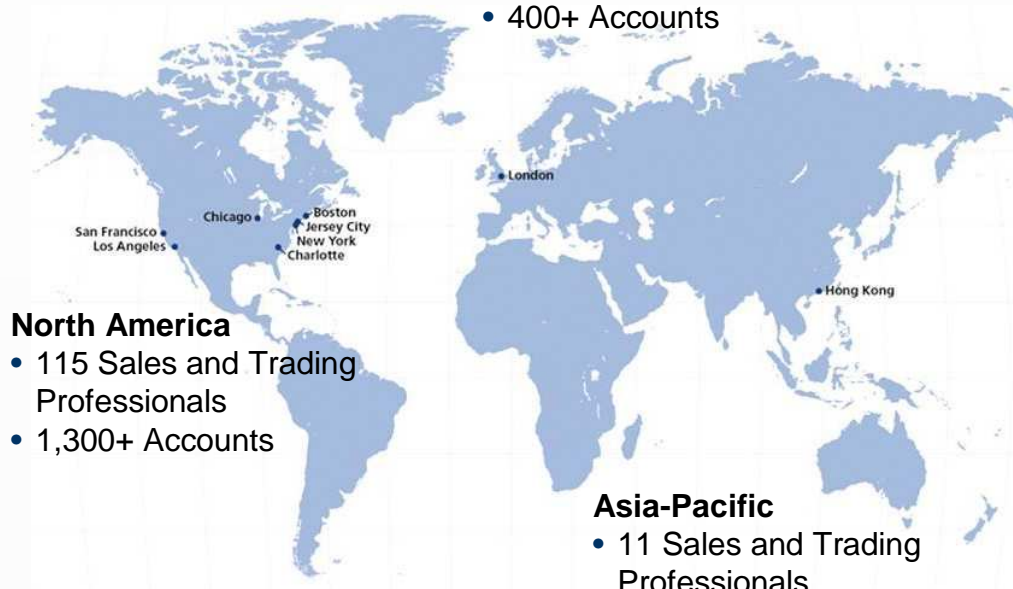 • 400+ Accounts
London
Chicago
Boston
Jersey City
San Francisco
New York
Los Angeles
Charlotte
Hong Kong
North America
• 115 Sales and Trading
Professionals
• 1,300+ Accounts
Asia-Pacific
• 11 Sales and Trading
Professionals